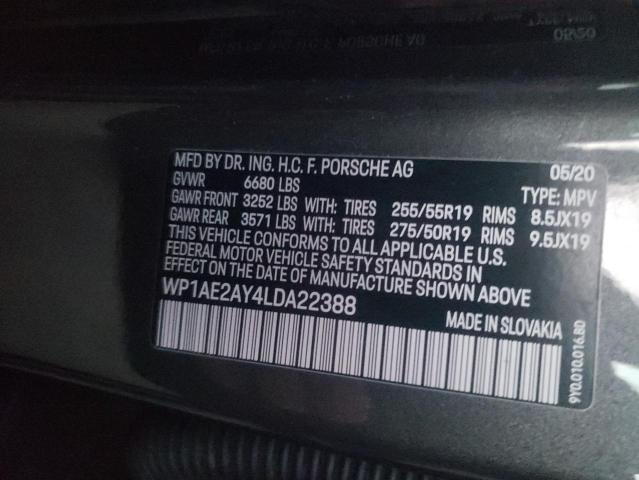 MFD BY DR. ING. H.C. F. PORSCHE AG 05/20
GVWR 6680 LBS TYPE: MPV
GAWR FRONT 3252 LBS WITH: TIRES 255/55R19 RIMS 8.5JX19
GAWR REAR 3571 LBS WITH: TIRES 275/50R19 RIMS 9.5JX19
THIS VEHICLE CONFORMS TO ALL APPLICABLE U.S.
FEDERAL MOTOR VEHICLE SAFETY STANDARDS IN
EFFECT ON THE DATE OF MANUFACTURE SHOWN ABOVE
WP1AE2AY4LDA22388
MADE IN SLOVAKIA
9Y0.010.016.BD